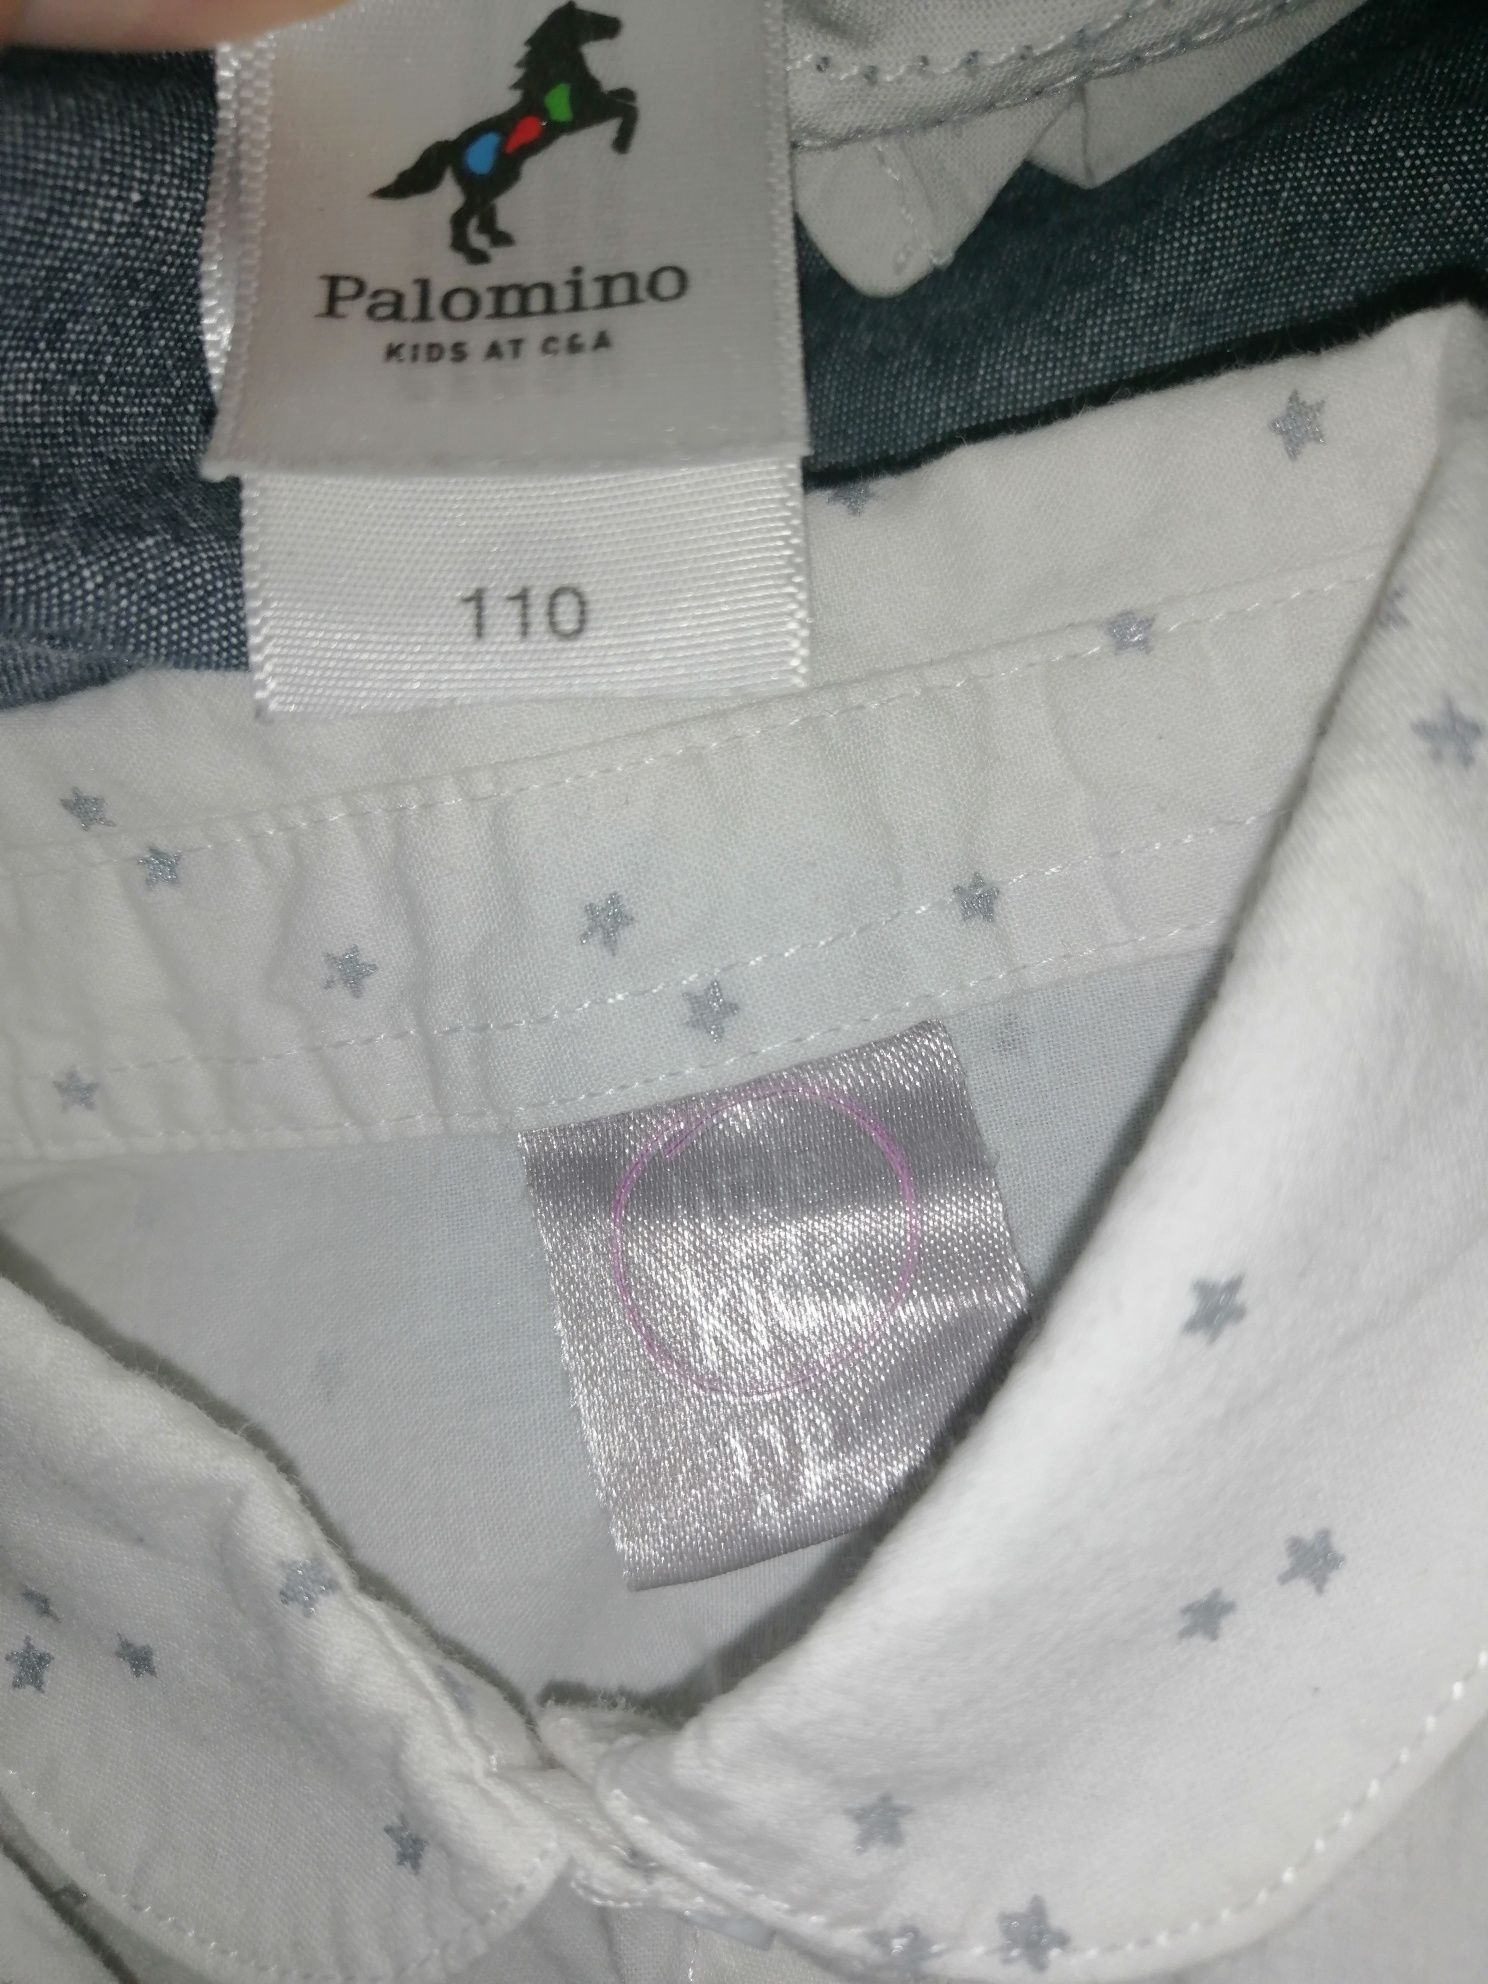 Palomino
KIDS AT C&A
110